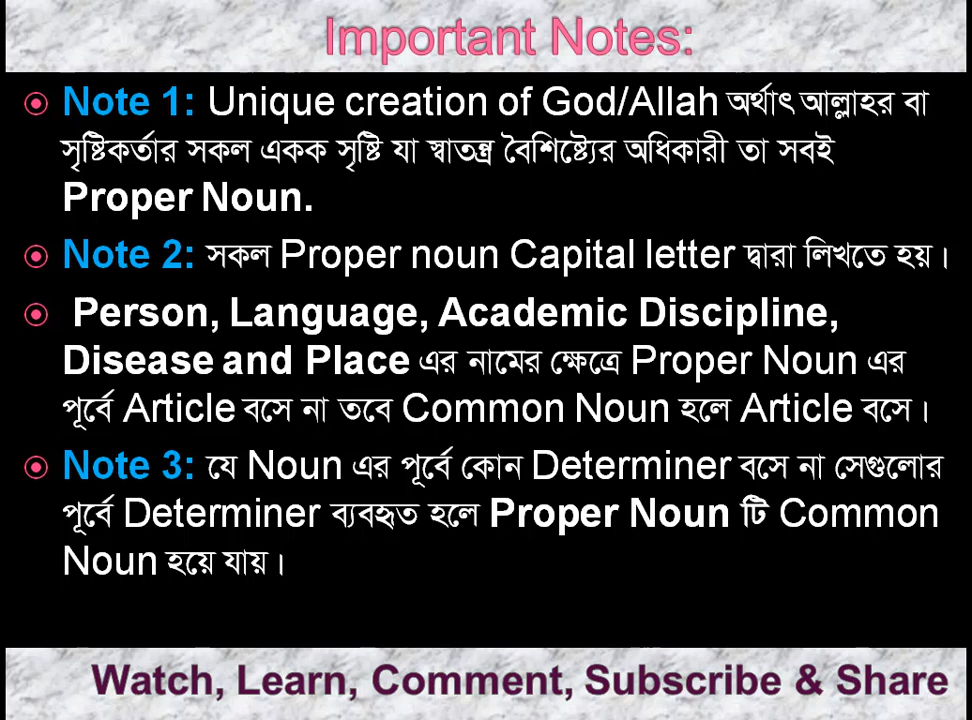 Important Notes:
Note 1: Unique creation of God/Allah অর্থাৎ আল্লাহর বা
সৃষ্টিকর্তার সকল একক সৃষ্টি যা স্বাতন্ত্র বৈশিষ্ট্যের অধিকারী তা সবই
Proper Noun.
Note 2: সকল Proper noun Capital letter দ্বারা লিখতে হয়।
Person, Language, Academic Discipline,
Disease and Place এর নামের ক্ষেত্রে Proper Noun এর
পূর্বে Article বসে না তবে Common Noun হলে Article বসে।
Note 3: যে Noun এর পূর্বে কোন Determiner বসে না সেগুলোর
পূর্বে Determiner ব্যবহৃত হলে Proper Noun টি Common
Noun হয়ে যায়।
Watch, Learn, Comment, Subscribe & Share